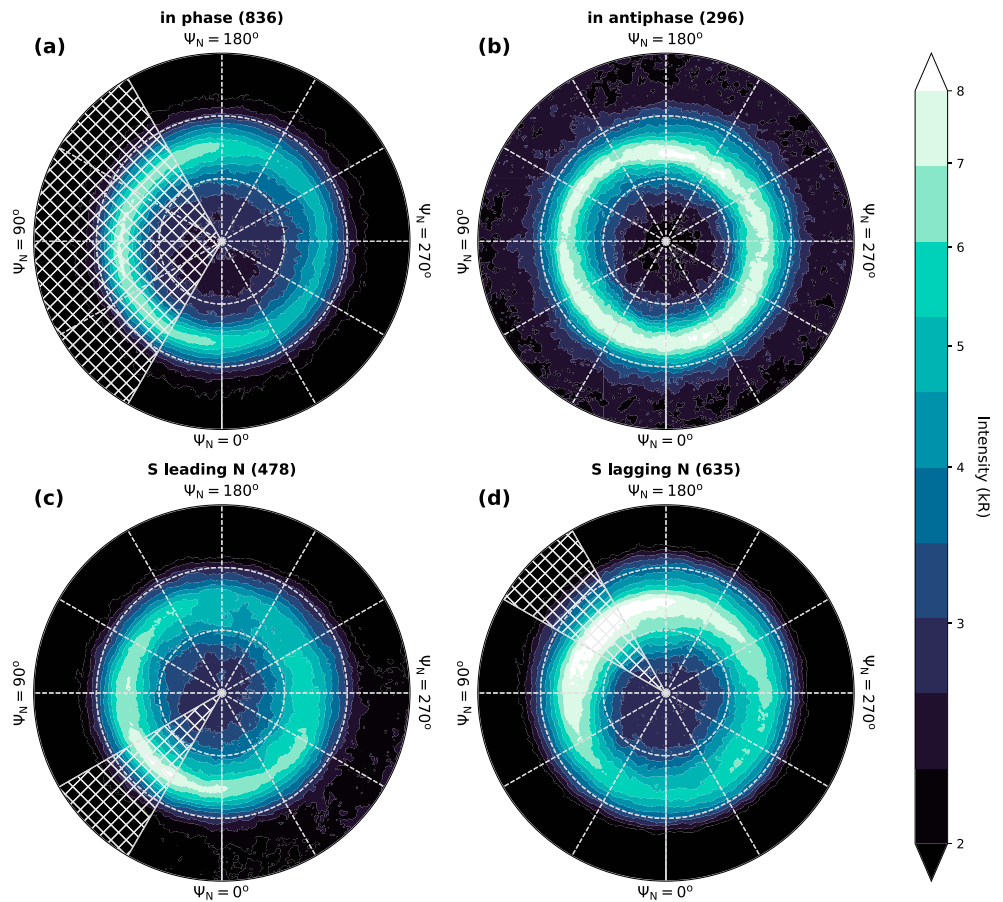 in phase (836)
(a)
Ψ_N = 180°
Ψ_N = 90°
Ψ_N = 270°
Ψ_N = 0°
in antiphase (296)
(b)
Ψ_N = 180°
Ψ_N = 90°
Ψ_N = 270°
Ψ_N = 0°
S leading N (478)
(c)
Ψ_N = 180°
Ψ_N = 90°
Ψ_N = 270°
Ψ_N = 0°
S lagging N (635)
(d)
Ψ_N = 180°
Ψ_N = 90°
Ψ_N = 270°
Ψ_N = 0°
8
7
6
5
4
3
2
Intensity (kR)